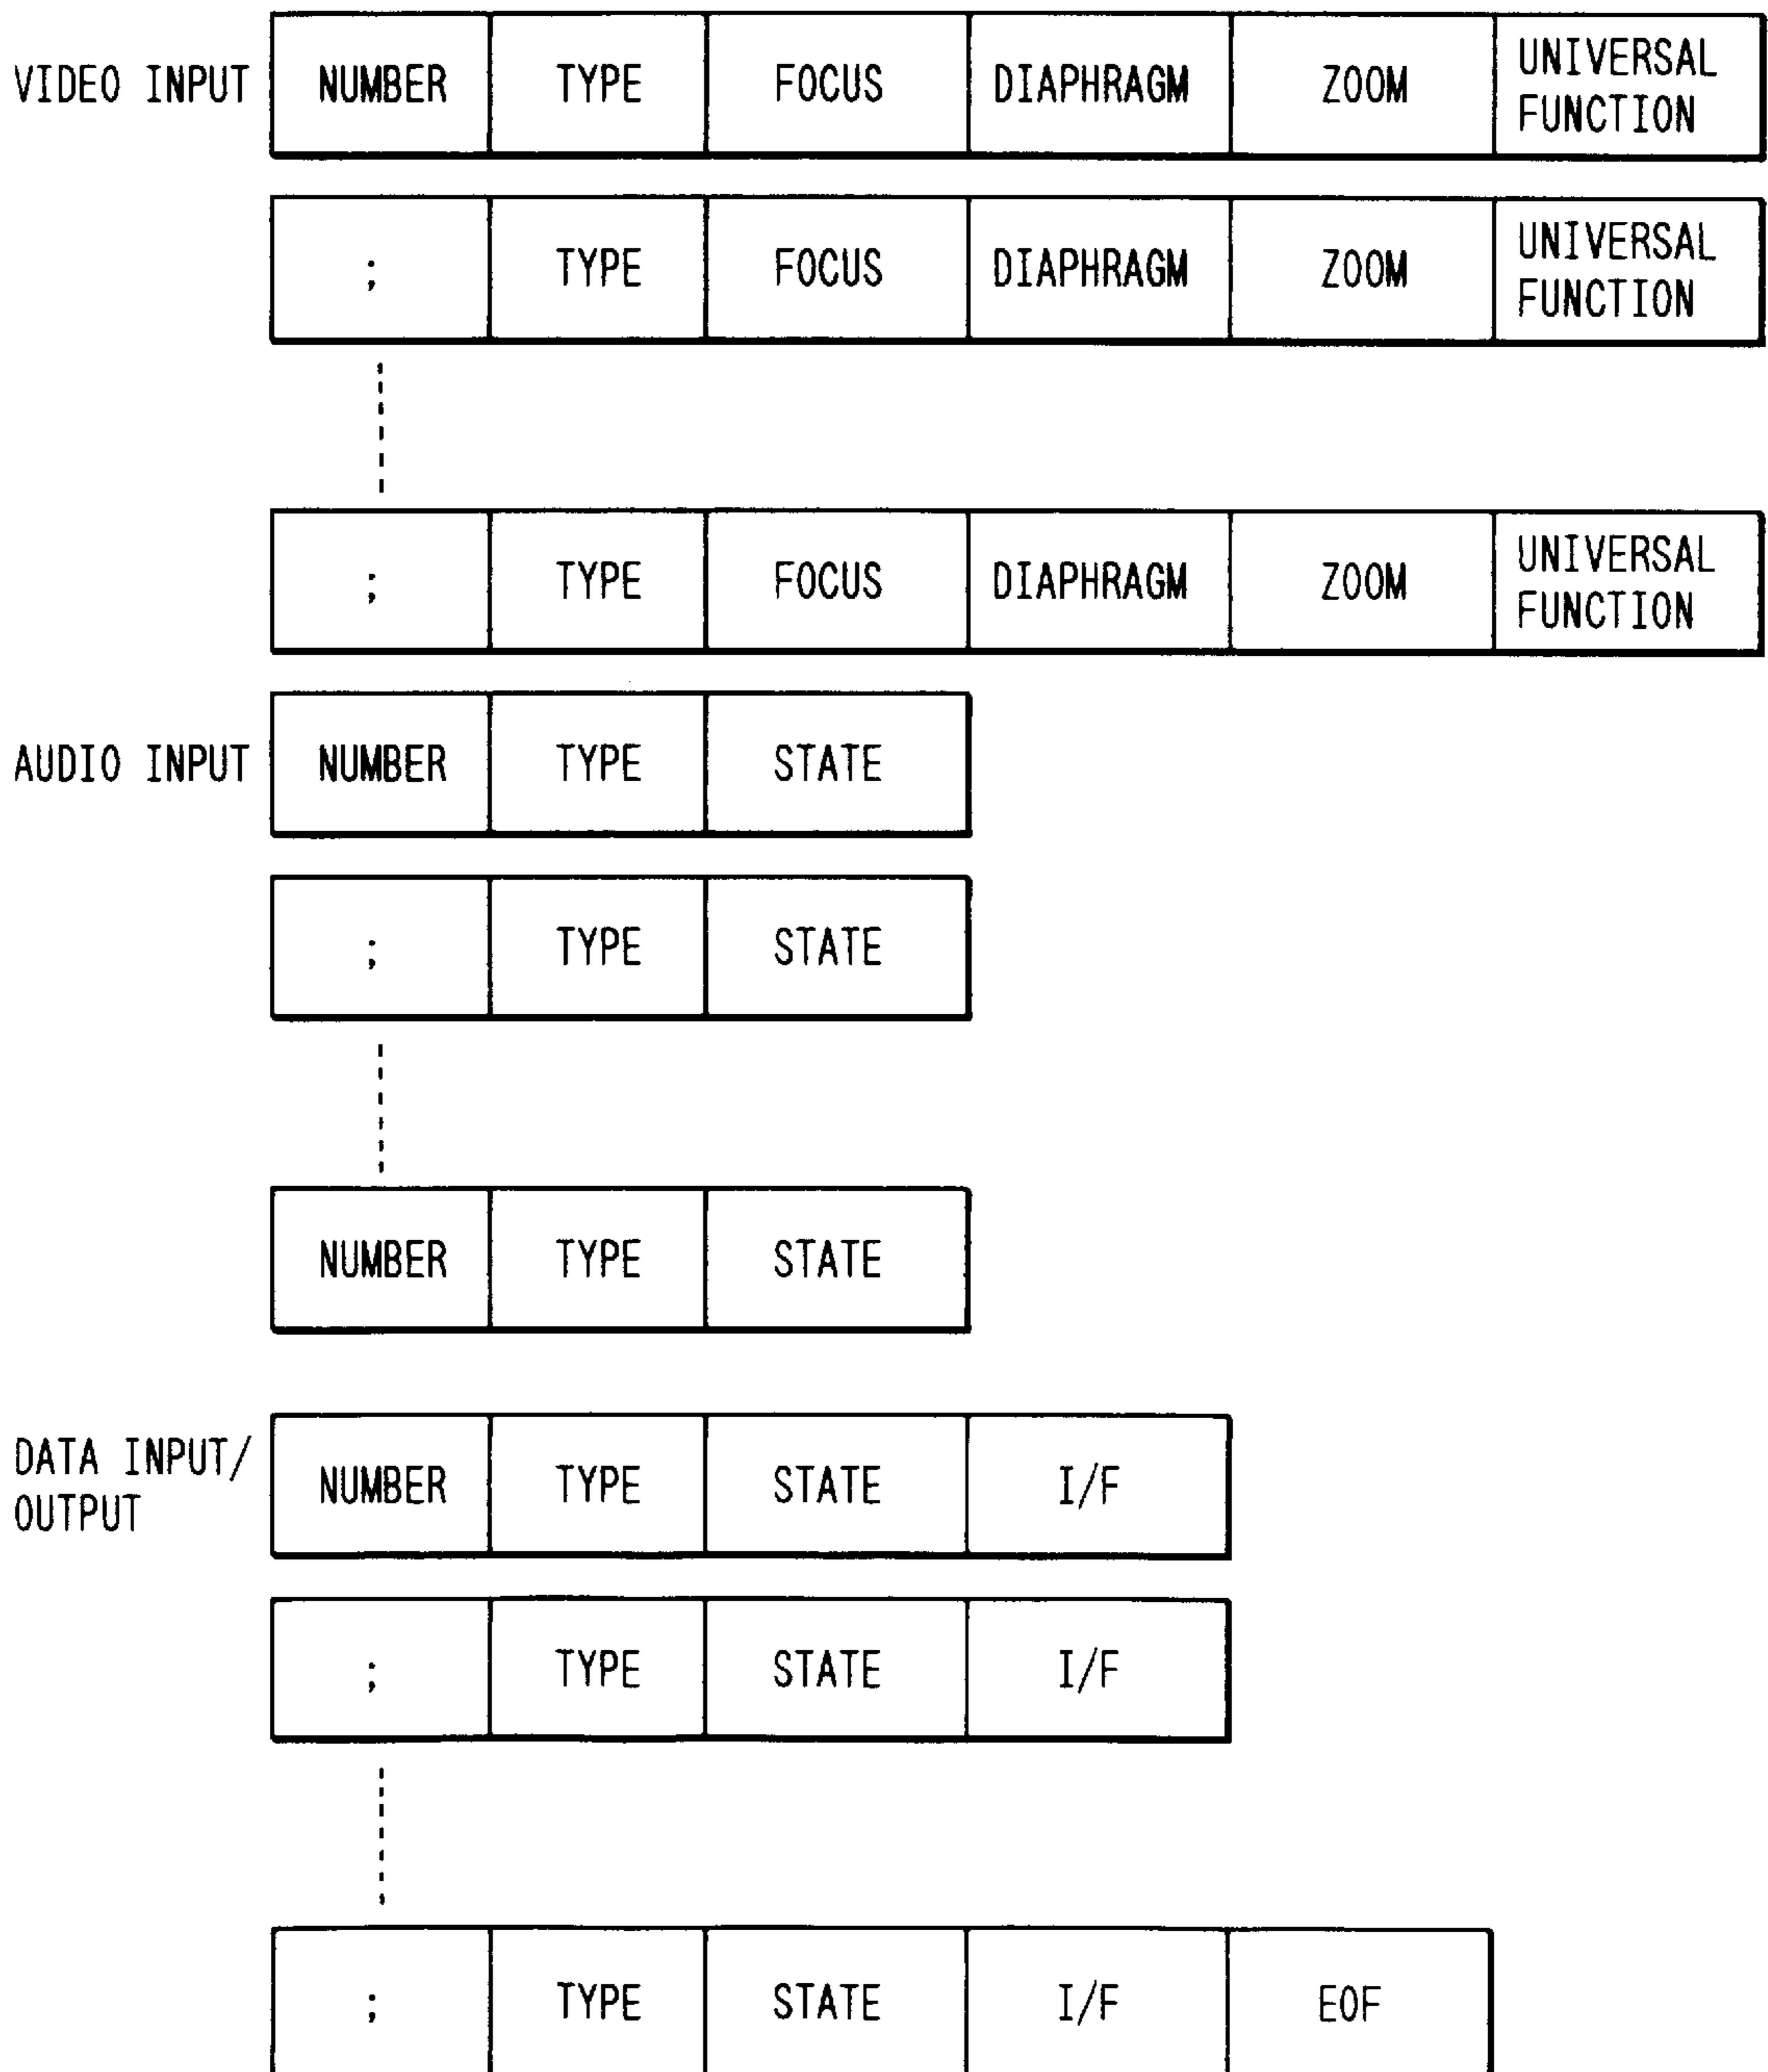 VIDEO INPUT NUMBER TYPE FOCUS DIAPHRAGM ZOOM UNIVERSAL FUNCTION
; TYPE FOCUS DIAPHRAGM ZOOM UNIVERSAL FUNCTION
; TYPE FOCUS DIAPHRAGM ZOOM UNIVERSAL FUNCTION
AUDIO INPUT NUMBER TYPE STATE
; TYPE STATE
NUMBER TYPE STATE
DATA INPUT/ OUTPUT NUMBER TYPE STATE I/F
; TYPE STATE I/F
; TYPE STATE I/F EOF